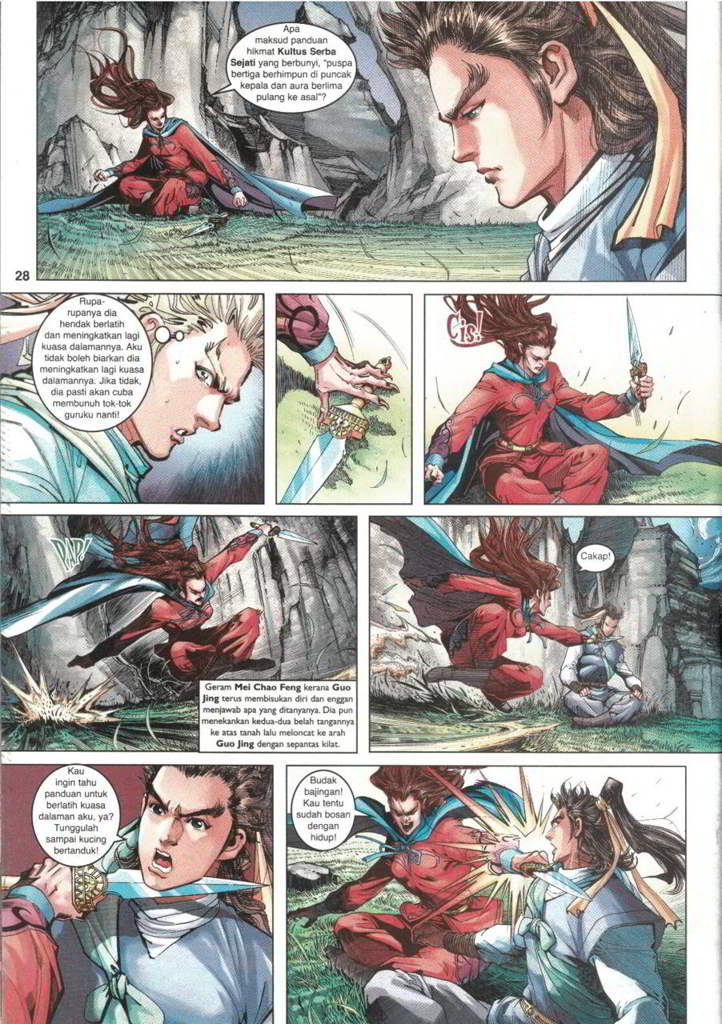 Apa
maksud panduan
hikmat Kultus Serba
Sejati yang berbunyi, "puspa
bertiga berhimpun di puncak
kepala dan aura berlima
pulang ke asal"?
28
Rupa-
rupanya dia
hendak berlatih
dan meningkatkan lagi
kuasa dalamannya. Aku
tidak boleh biarkan dia
meningkatkan lagi kuasa
dalamannya. Jika tidak,
dia pasti akan cuba
membunuh tok-tok
guruku nanti!
Cis!
PAP!
Geram Mei Chao Feng kerana Guo
Jing terus membisukan diri dan enggan
menjawab apa yang ditanyanya. Dia pun
menekankan kedua-dua belah tangannya
ke atas tanah lalu meloncat ke arah
Guo Jing dengan sepantas kilat.
Cakap!
Kau
ingin tahu
panduan untuk
berlatih kuasa
dalaman aku, ya?
Tunggulah
sampai kucing
bertanduk!
Budak
bajingan!
Kau tentu
sudah bosan
dengan
hidup!